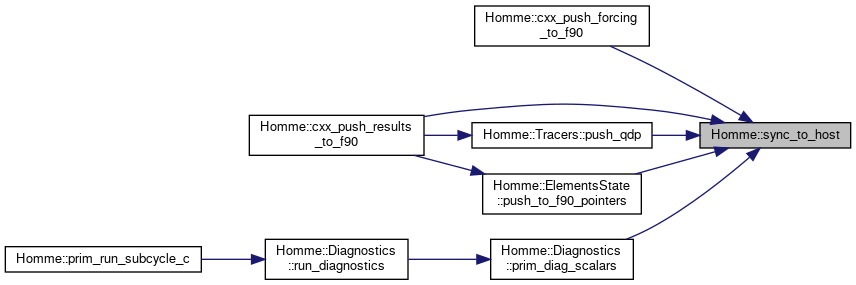 Homme::cxx_push_forcing
_to_f90
Homme::cxx_push_results
_to_f90
Homme::Tracers::push_qdp
Homme::sync_to_host
Homme::ElementsState
::push_to_f90_pointers
Homme::prim_run_subcycle_c
Homme::Diagnostics
::run_diagnostics
Homme::Diagnostics
::prim_diag_scalars